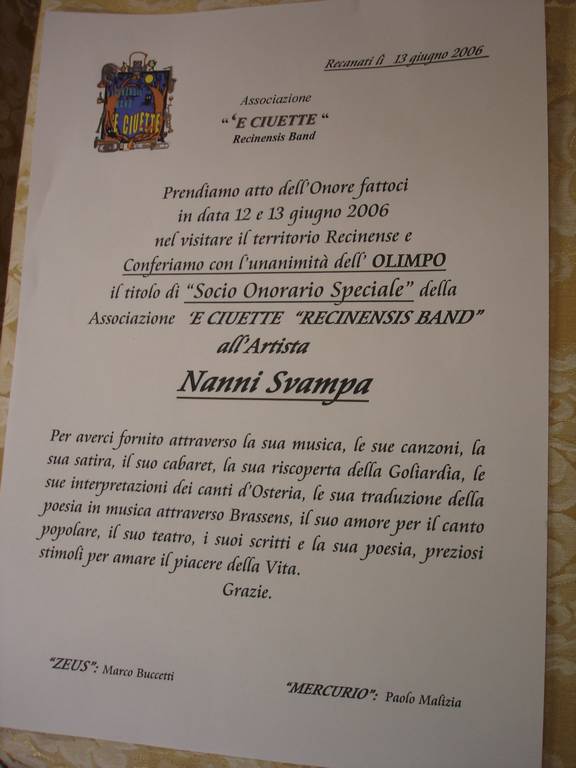 Recanati lì 13 giugno 2006
'E CIUETTE
Associazione
“ ‘E CIUETTE “
Recinensis Band
Prendiamo atto dell'Onore fattoci
in data 12 e 13 giugno 2006
nel visitare il territorio Recinense e
Conferiamo con l'unanimità dell' OLIMPO
il titolo di “Socio Onorario Speciale” della
Associazione ‘E CIUETTE “RECINENSIS BAND”
all'Artista
Nanni Svampa
Per averci fornito attraverso la sua musica, le sue canzoni, la
sua satira, il suo cabaret, la sua riscoperta della Goliardia, le
sue interpretazioni dei canti d'Osteria, le sua traduzione della
poesia in musica attraverso Brassens, il suo amore per il canto
popolare, il suo teatro, i suoi scritti e la sua poesia, preziosi
stimoli per amare il piacere della Vita.
Grazie.
“ZEUS”: Marco Buccetti
“MERCURIO”: Paolo Malizia